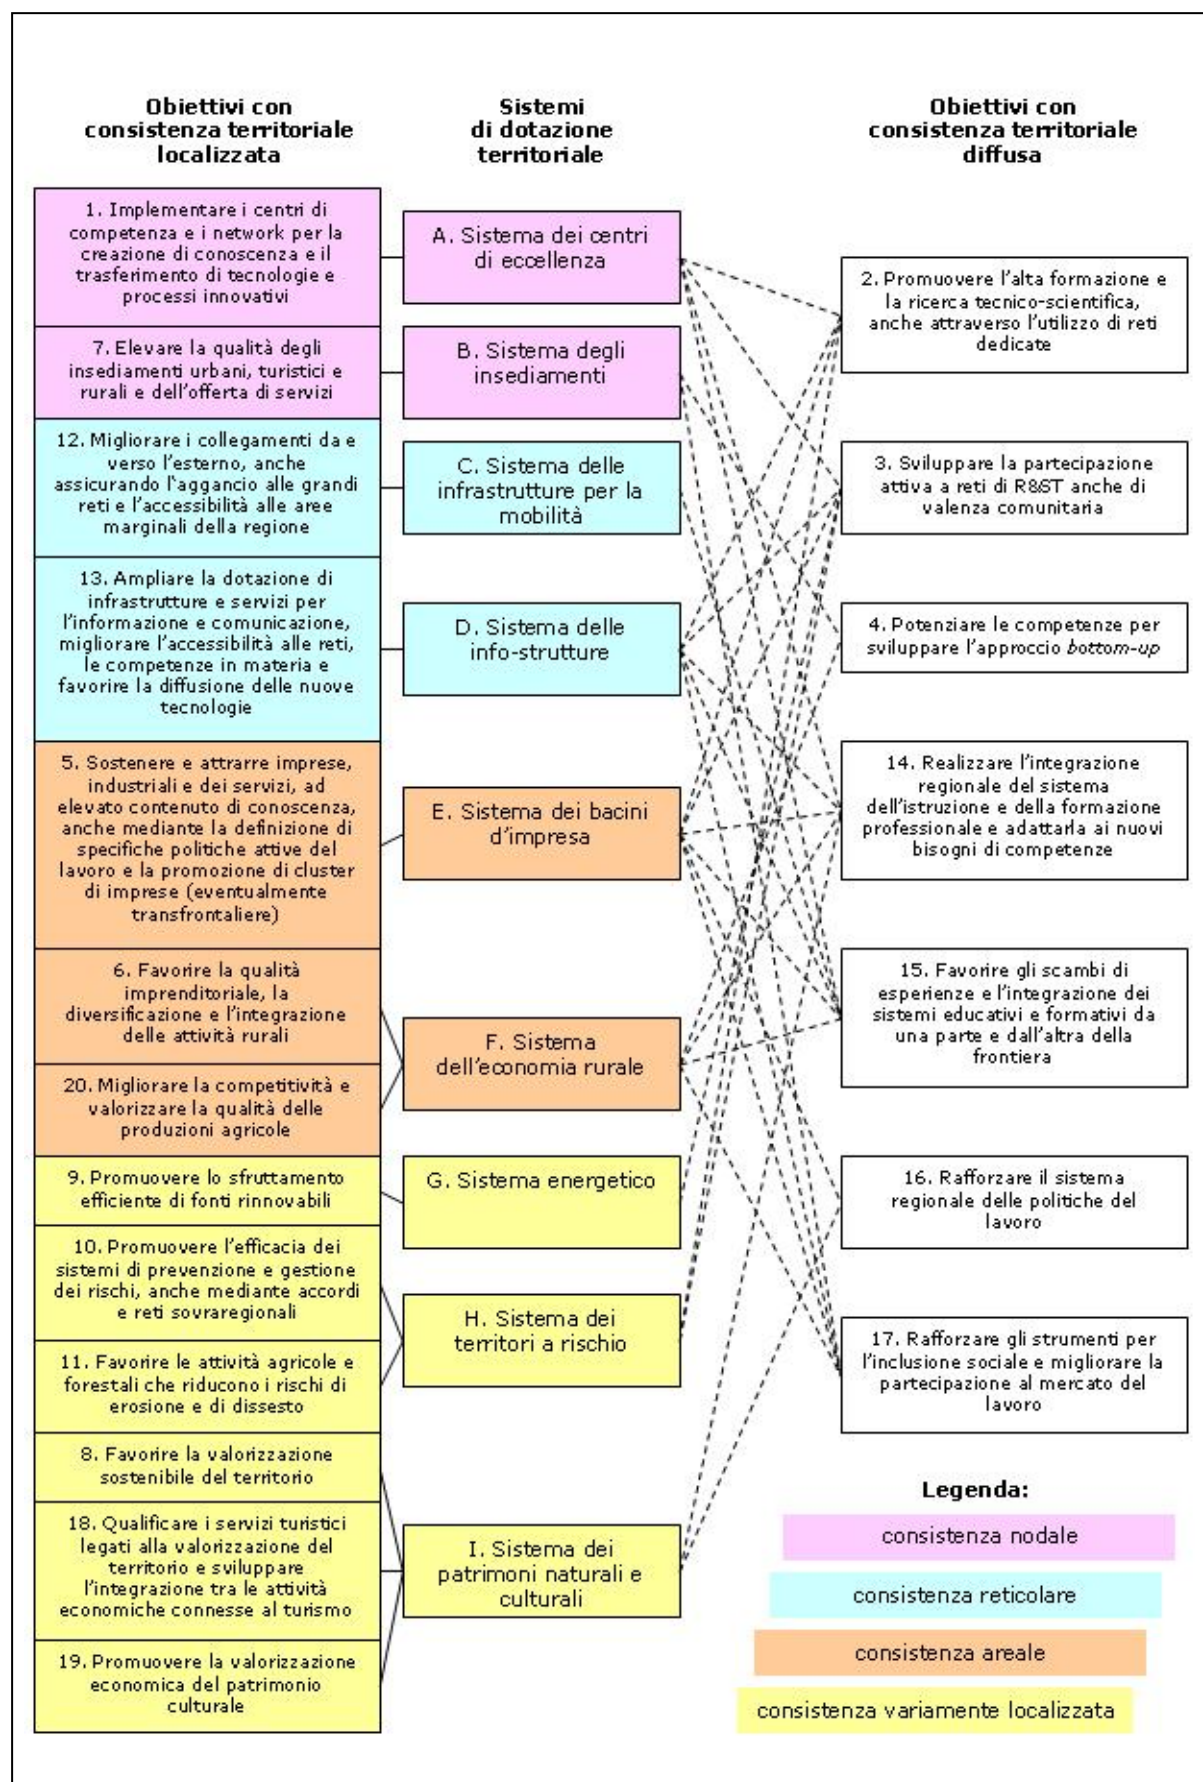 Obiettivi con
consistenza territoriale
localizzata
1. Implementare i centri di
competenza e i network per la
creazione di conoscenza e il
trasferimento di tecnologie e
processi innovativi
7. Elevare la qualità degli
insediamenti urbani, turistici e
rurali e dell'offerta di servizi
12. Migliorare i collegamenti da e
verso l'esterno, anche
assicurando l'aggancio alle grandi
reti e l'accessibilità alle aree
marginali della regione
13. Ampliare la dotazione di
infrastrutture e servizi per
l'informazione e comunicazione,
migliorare l'accessibilità alle reti,
le competenze in materia e
favorire la diffusione delle nuove
tecnologie
5. Sostenere e attrarre imprese,
industriali e dei servizi, ad
elevato contenuto di conoscenza,
anche mediante la definizione di
specifiche politiche attive del
lavoro e la promozione di cluster
di imprese (eventualmente
transfrontaliere)
6. Favorire la qualità
imprenditoriale, la
diversificazione e l'integrazione
delle attività rurali
20. Migliorare la competitività e
valorizzare la qualità delle
produzioni agricole
9. Promuovere lo sfruttamento
efficiente di fonti rinnovabili
10. Promuovere l'efficacia dei
sistemi di prevenzione e gestione
dei rischi, anche mediante accordi
e reti sovraregionali
11. Favorire le attività agricole e
forestali che riducono i rischi di
erosione e di dissesto
8. Favorire la valorizzazione
sostenibile del territorio
18. Qualificare i servizi turistici
legati alla valorizzazione del
territorio e sviluppare
l'integrazione tra le attività
economiche connesse al turismo
19. Promuovere la valorizzazione
economica del patrimonio
culturale
Sistemi
di dotazione
territoriale
A. Sistema dei centri
di eccellenza
B. Sistema degli
insediamenti
C. Sistema delle
infrastrutture per la
mobilità
D. Sistema delle
info-strutture
E. Sistema dei bacini
d'impresa
F. Sistema
dell'economia rurale
G. Sistema energetico
H. Sistema dei
territori a rischio
I. Sistema dei
patrimoni naturali e
culturali
Obiettivi con
consistenza territoriale
diffusa
2. Promuovere l'alta formazione e
la ricerca tecnico-scientifica,
anche attraverso l'utilizzo di reti
dedicate
3. Sviluppare la partecipazione
attiva a reti di R&ST anche di
valenza comunitaria
4. Potenziare le competenze per
sviluppare l'approccio bottom-up
14. Realizzare l'integrazione
regionale del sistema
dell'istruzione e della formazione
professionale e adattarla ai nuovi
bisogni di competenze
15. Favorire gli scambi di
esperienze e l'integrazione dei
sistemi educativi e formativi da
una parte e dall'altra della
frontiera
16. Rafforzare il sistema
regionale delle politiche del
lavoro
17. Rafforzare gli strumenti per
l'inclusione sociale e migliorare la
partecipazione al mercato del
lavoro
Legenda:
consistenza nodale
consistenza reticolare
consistenza areale
consistenza variamente localizzata